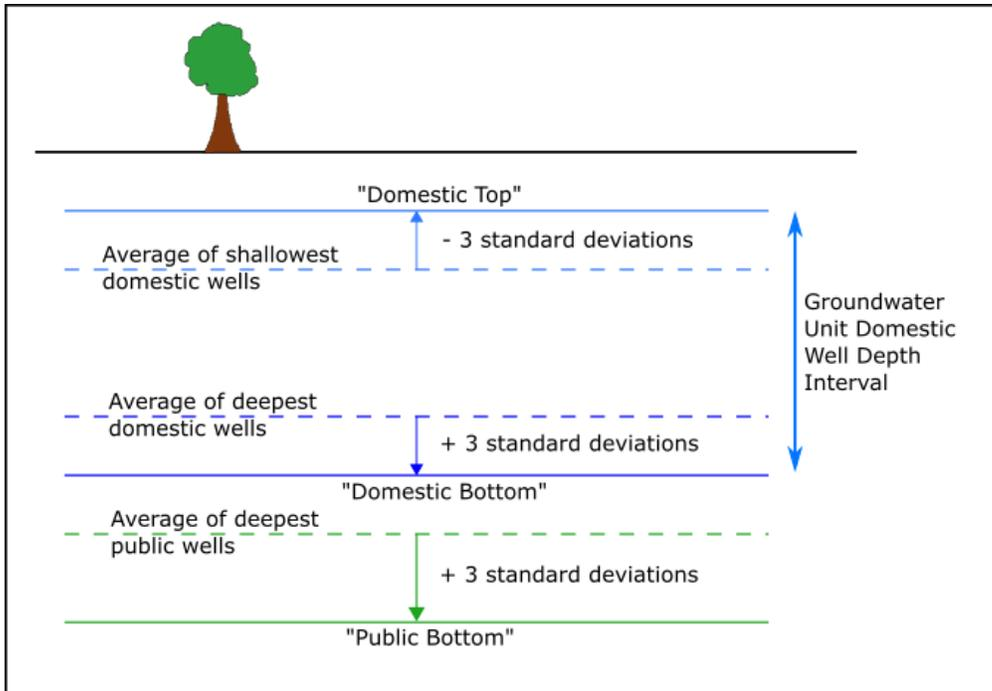 "Domestic Top"
- 3 standard deviations
Average of shallowest
domestic wells
Groundwater
Unit Domestic
Well Depth
Interval
Average of deepest
domestic wells
+ 3 standard deviations
"Domestic Bottom"
Average of deepest
public wells
+ 3 standard deviations
"Public Bottom"